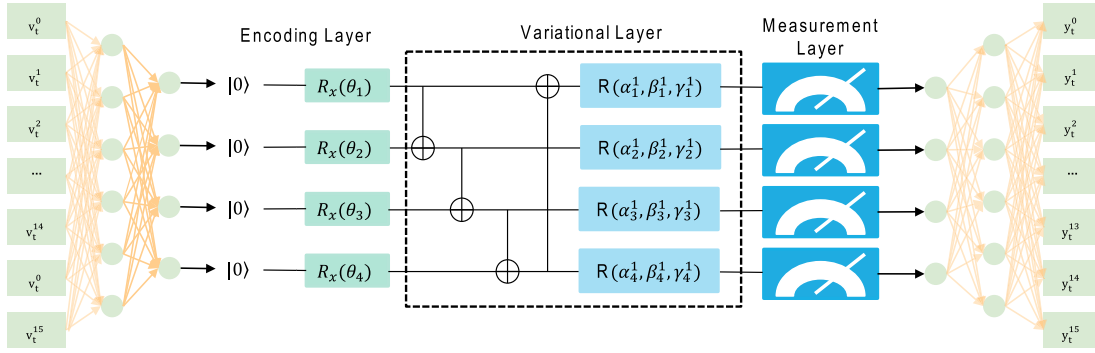 v_t^0
v_t^1
v_t^2
...
v_t^14
v_t^0
v_t^15
Encoding Layer
Variational Layer
Measurement
Layer
|0⟩ R_x(θ_1) R(α_1^1, β_1^1, γ_1^1)
|0⟩ R_x(θ_2) R(α_2^1, β_2^1, γ_2^1)
|0⟩ R_x(θ_3) R(α_3^1, β_3^1, γ_3^1)
|0⟩ R_x(θ_4) R(α_4^1, β_4^1, γ_4^1)
y_t^0
y_t^1
y_t^2
...
y_t^13
y_t^14
y_t^15